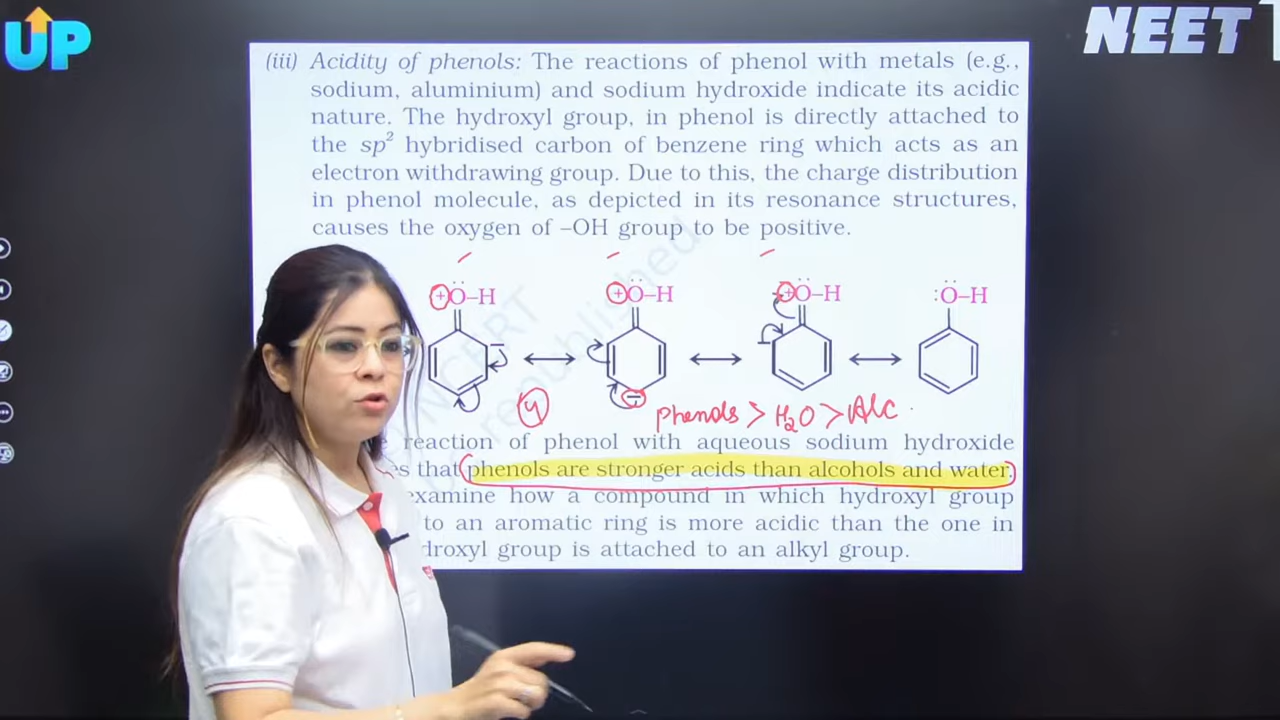 UP
NEET
(iii) Acidity of phenols: The reactions of phenol with metals (e.g.,
sodium, aluminium) and sodium hydroxide indicate its acidic
nature. The hydroxyl group, in phenol is directly attached to
the sp² hybridised carbon of benzene ring which acts as an
electron withdrawing group. Due to this, the charge distribution
in phenol molecule, as depicted in its resonance structures,
causes the oxygen of –OH group to be positive.
+O–H +O–H +O–H :O–H
phenols > H₂O > Alc.
reaction of phenol with aqueous sodium hydroxide
that phenols are stronger acids than alcohols and water.
examine how a compound in which hydroxyl group
to an aromatic ring is more acidic than the one in
group is attached to an alkyl group.
NCERT
republished